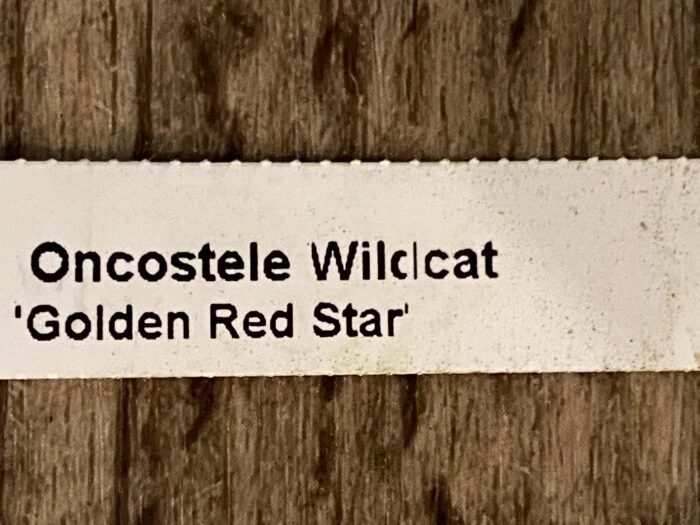 Oncostele Wildcat
'Golden Red Star'